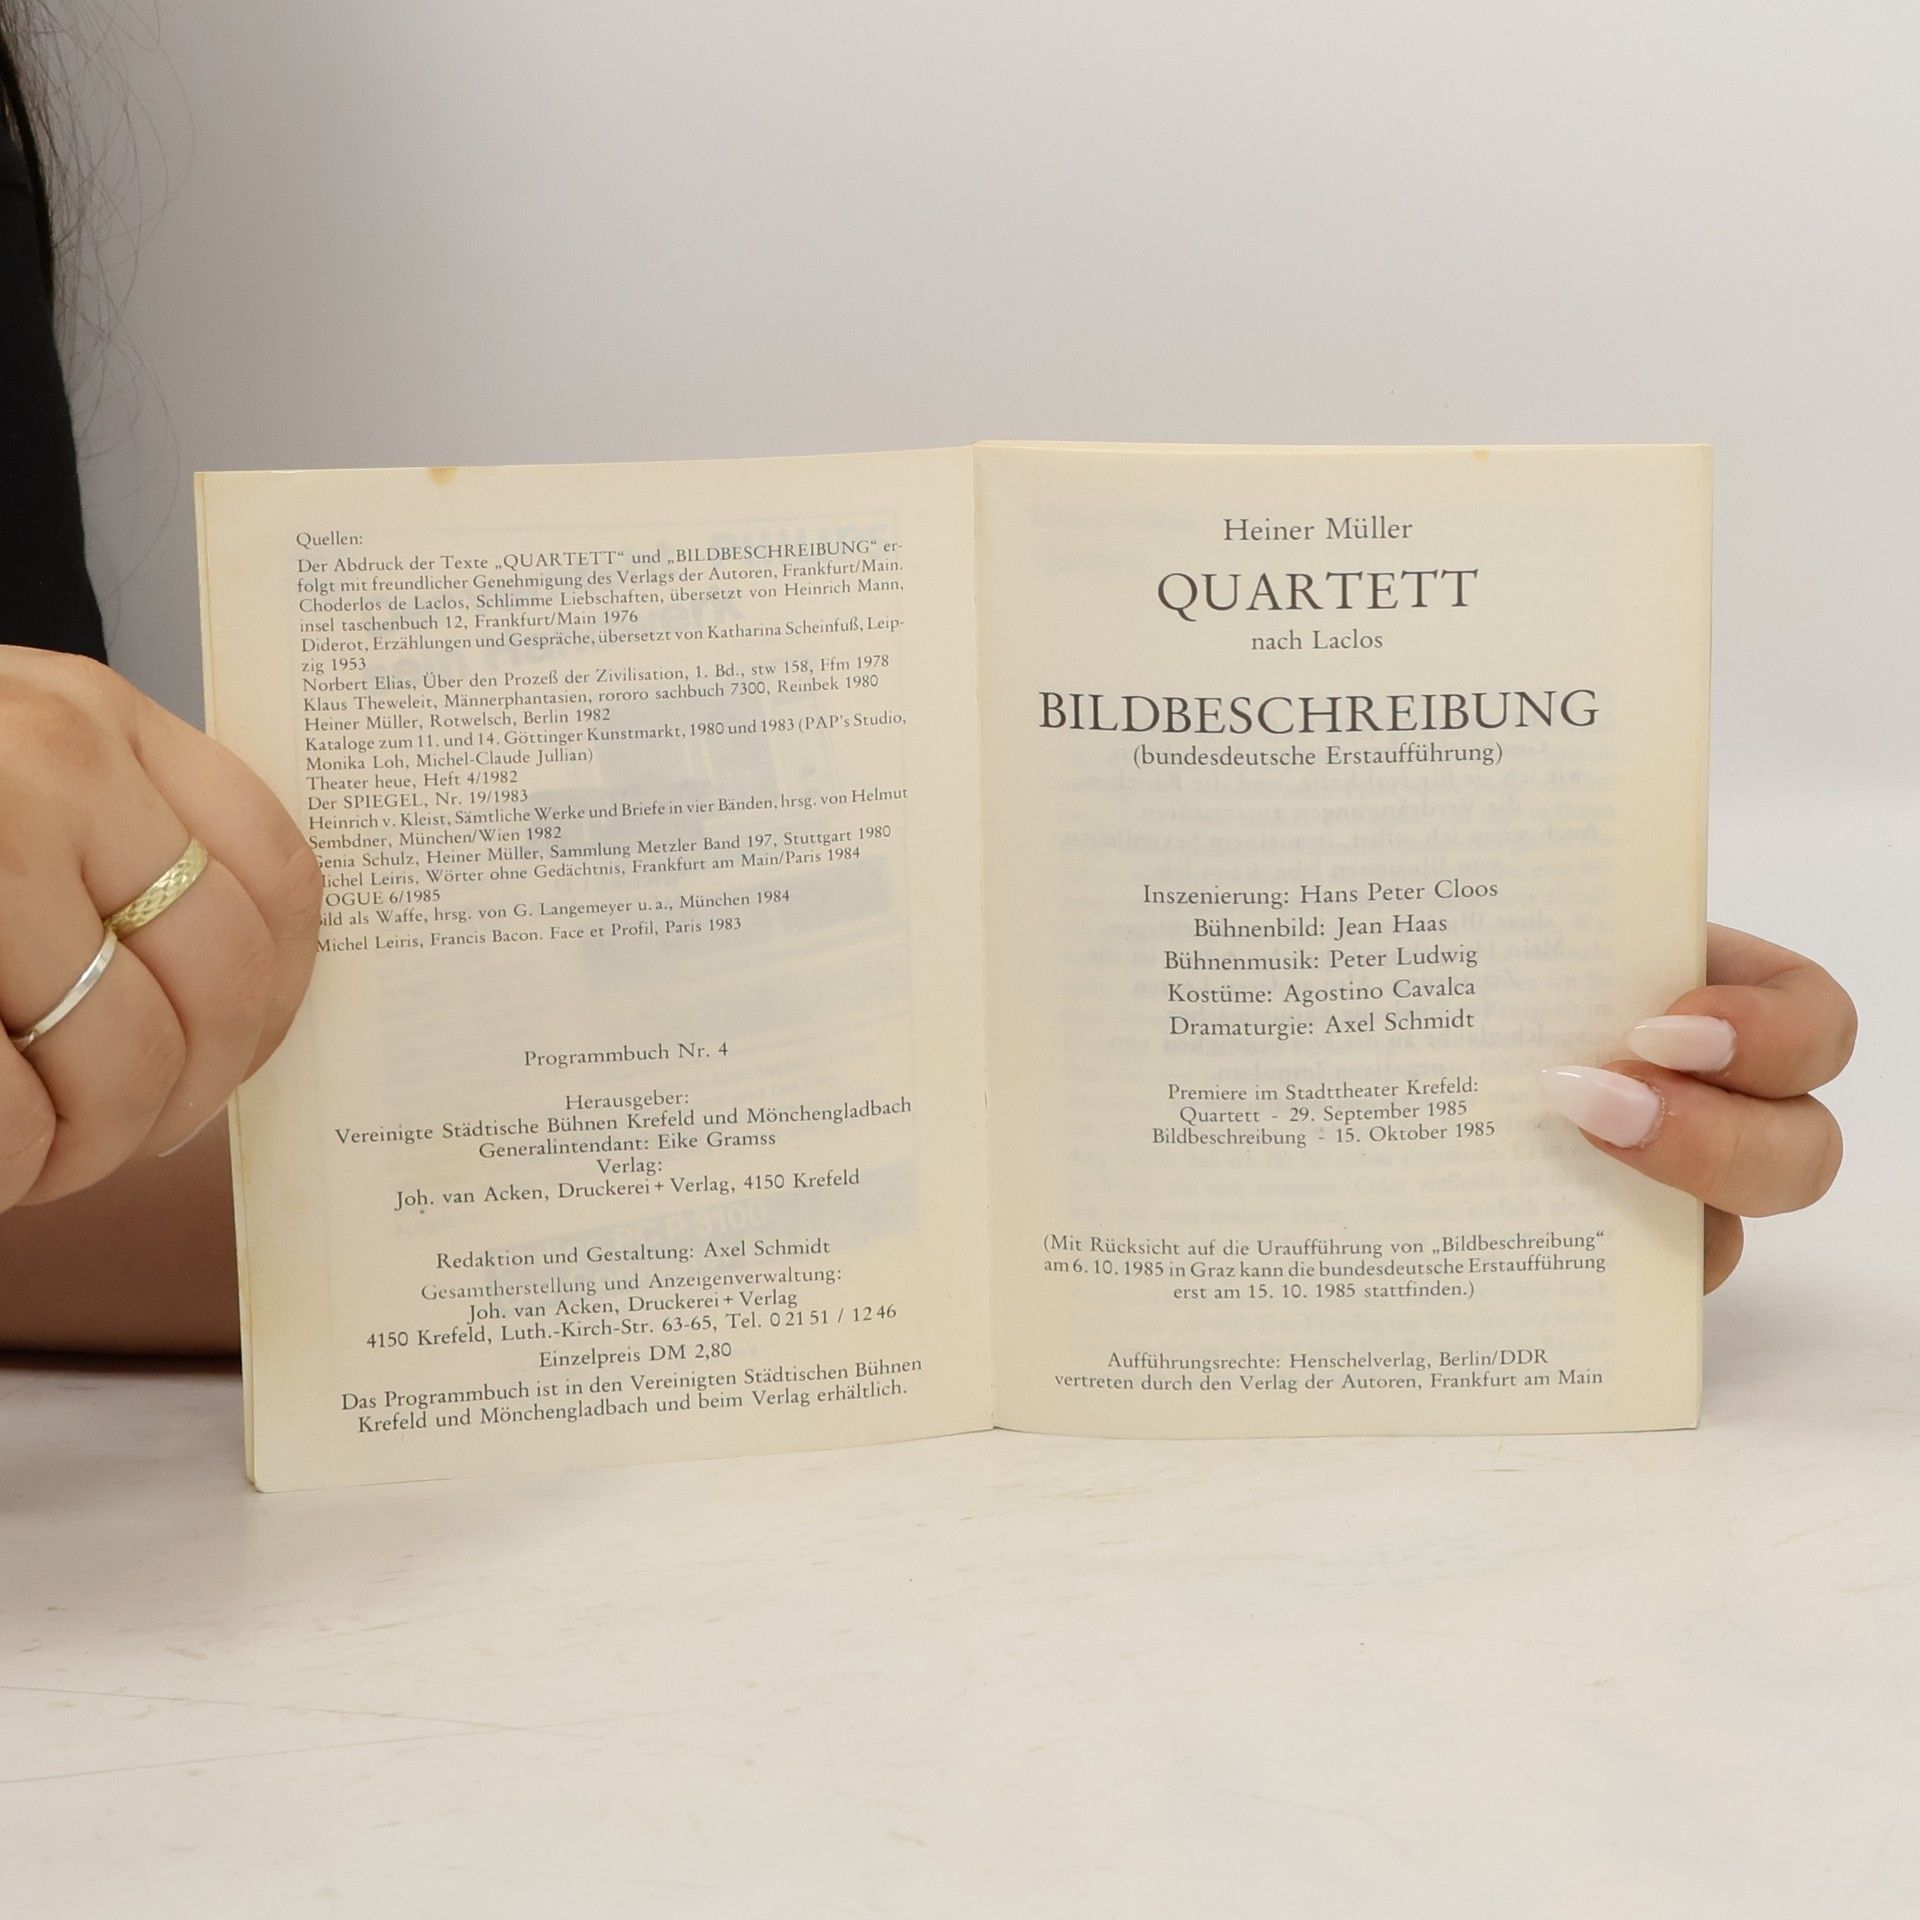 Quellen:
Der Abdruck der Texte „QUARTETT“ und „BILDBESCHREIBUNG“ er-
folgt mit freundlicher Genehmigung des Verlags der Autoren, Frankfurt/Main.
Choderlos de Laclos, Schlimme Liebschaften, übersetzt von Heinrich Mann,
insel taschenbuch 12, Frankfurt/Main 1976
Diderot, Erzählungen und Gespräche, übersetzt von Katharina Scheinfuß, Leip-
zig 1953
Norbert Elias, Über den Prozeß der Zivilisation, 1. Bd., stw 158, Ffm 1978
Klaus Theweleit, Männerphantasien, rororo sachbuch 7300, Reinbek 1980
Heiner Müller, Rotwelsch, Berlin 1982
Kataloge zum 11. und 14. Göttinger Kunstmarkt, 1980 und 1983 (PAP's Studio,
Monika Loh, Michel-Claude Jullian)
Theater heue, Heft 4/1982
Der SPIEGEL, Nr. 19/1983
Heinrich v. Kleist, Sämtliche Werke und Briefe in vier Bänden, hrsg. von Helmut
Sembdner, München/Wien 1982
Genia Schulz, Heiner Müller, Sammlung Metzler Band 197, Stuttgart 1980
Michel Leiris, Wörter ohne Gedächtnis, Frankfurt am Main/Paris 1984
OGUE 6/1985
ild als Waffe, hrsg. von G. Langemeyer u. a., München 1984
Michel Leiris, Francis Bacon. Face et Profil, Paris 1983
Programmbuch Nr. 4
Herausgeber:
Vereinigte Städtische Bühnen Krefeld und Mönchengladbach
Generalintendant: Eike Gramss
Verlag:
Joh. van Acken, Druckerei + Verlag, 4150 Krefeld
Redaktion und Gestaltung: Axel Schmidt
Gesamtherstellung und Anzeigenverwaltung:
Joh. van Acken, Druckerei + Verlag
4150 Krefeld, Luth.-Kirch-Str. 63-65, Tel. 0 21 51 / 12 46
Einzelpreis DM 2,80
Das Programmbuch ist in den Vereinigten Städtischen Bühnen
Krefeld und Mönchengladbach und beim Verlag erhältlich.
Heiner Müller
QUARTETT
nach Laclos
BILDBESCHREIBUNG
(bundesdeutsche Erstaufführung)
Inszenierung: Hans Peter Cloos
Bühnenbild: Jean Haas
Bühnenmusik: Peter Ludwig
Kostüme: Agostino Cavalca
Dramaturgie: Axel Schmidt
Premiere im Stadttheater Krefeld:
Quartett - 29. September 1985
Bildbeschreibung - 15. Oktober 1985
(Mit Rücksicht auf die Uraufführung von „Bildbeschreibung“
am 6. 10. 1985 in Graz kann die bundesdeutsche Erstaufführung
erst am 15. 10. 1985 stattfinden.)
Aufführungsrechte: Henschelverlag, Berlin/DDR
vertreten durch den Verlag der Autoren, Frankfurt am Main